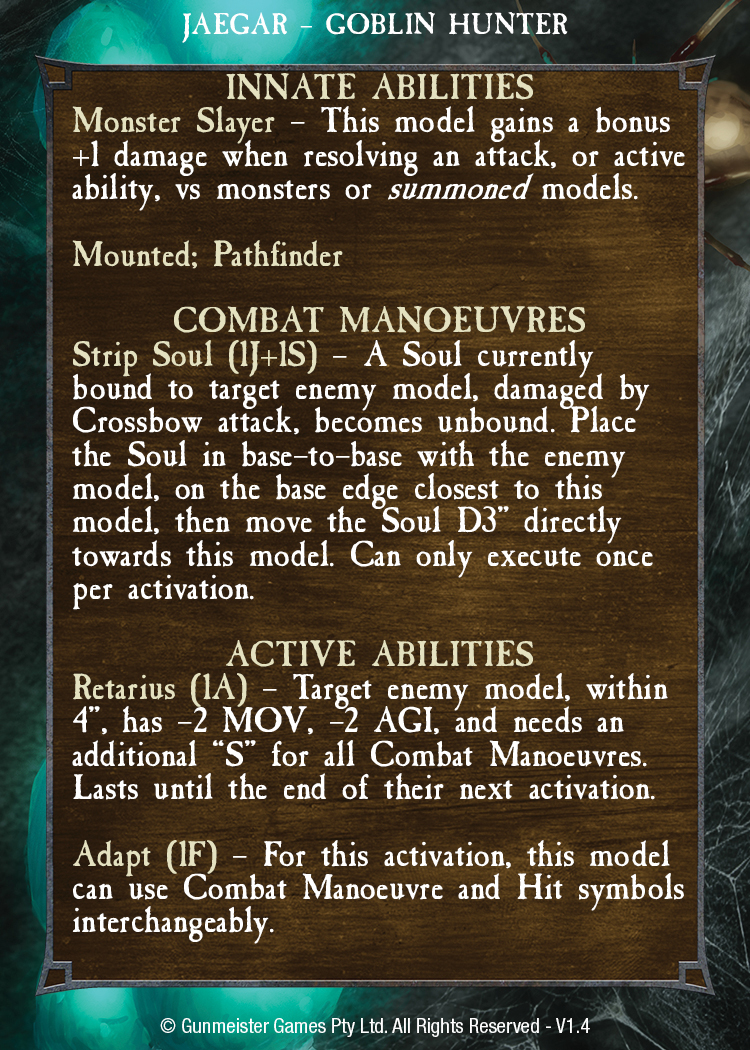 JAEGAR – GOBLIN HUNTER
INNATE ABILITIES
Monster Slayer – This model gains a bonus
+1 damage when resolving an attack, or active
ability, vs monsters or summoned models.
Mounted; Pathfinder
COMBAT MANOEUVRES
Strip Soul (1J+1S) – A Soul currently
bound to target enemy model, damaged by
Crossbow attack, becomes unbound. Place
the Soul in base-to-base with the enemy
model, on the base edge closest to this
model, then move the Soul D3” directly
towards this model. Can only execute once
per activation.
ACTIVE ABILITIES
Retarius (1A) – Target enemy model, within
4”, has -2 MOV, -2 AGI, and needs an
additional “S” for all Combat Manoeuvres.
Lasts until the end of their next activation.
Adapt (1F) – For this activation, this model
can use Combat Manoeuvre and Hit symbols
interchangeably.
© Gunmeister Games Pty Ltd. All Rights Reserved - V1.4